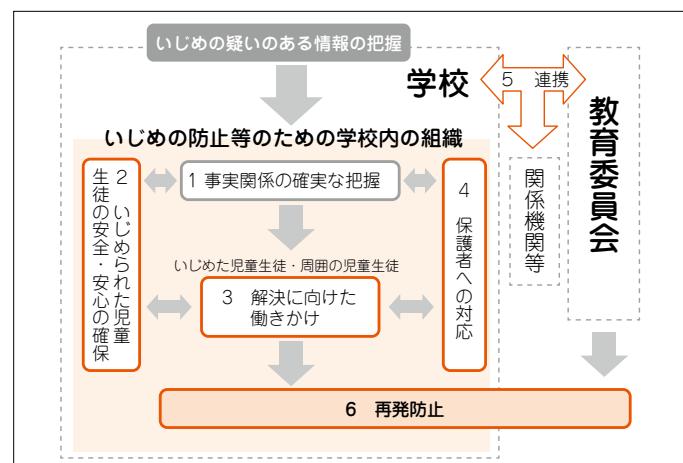 いじめの疑いのある情報の把握
学校
5 連携
教育委員会
関係機関等
いじめの防止等のための学校内の組織
1 事実関係の確実な把握
2 いじめられた児童
生徒の安全・安心の確保
4 保護者への対応
いじめた児童生徒・周囲の児童生徒
3 解決に向けた
働きかけ
6 再発防止